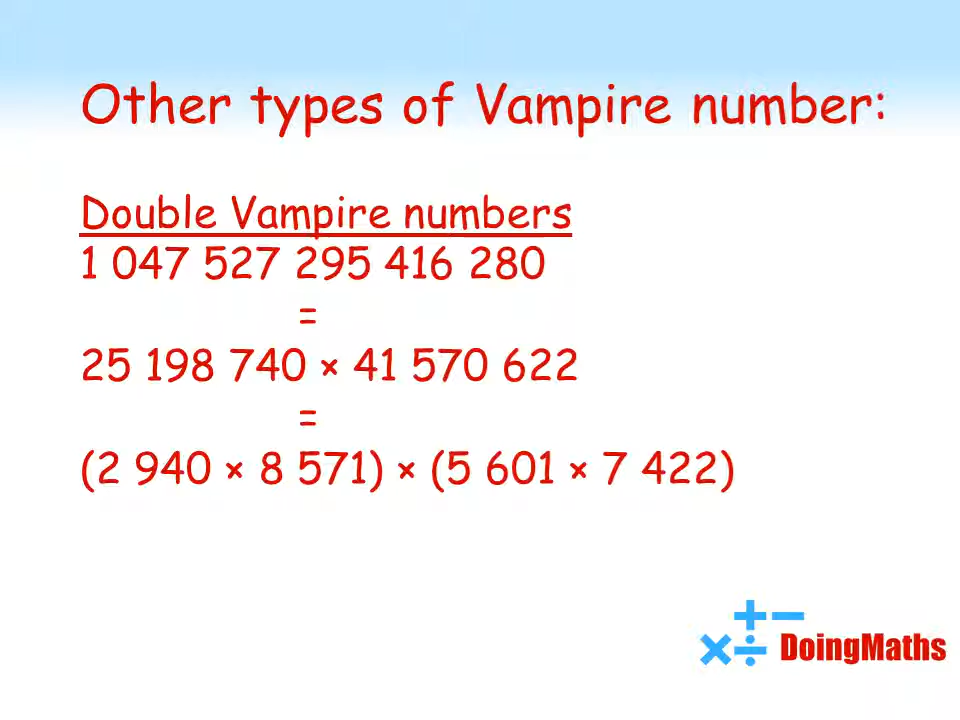 Other types of Vampire number:
Double Vampire numbers
1 047 527 295 416 280
=
25 198 740 × 41 570 622
=
(2 940 × 8 571) × (5 601 × 7 422)
+ −
× ÷ DoingMaths